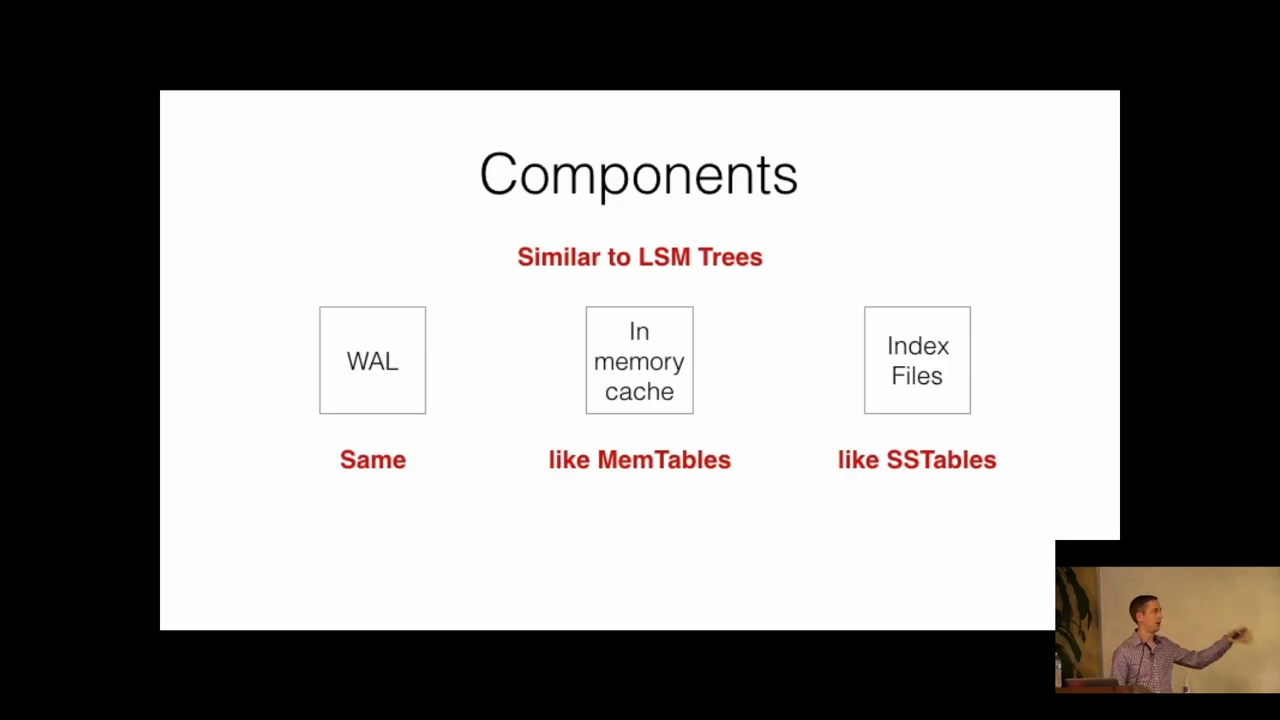 Components
Similar to LSM Trees
WAL
In
memory
cache
Index
Files
Same
like MemTables
like SSTables